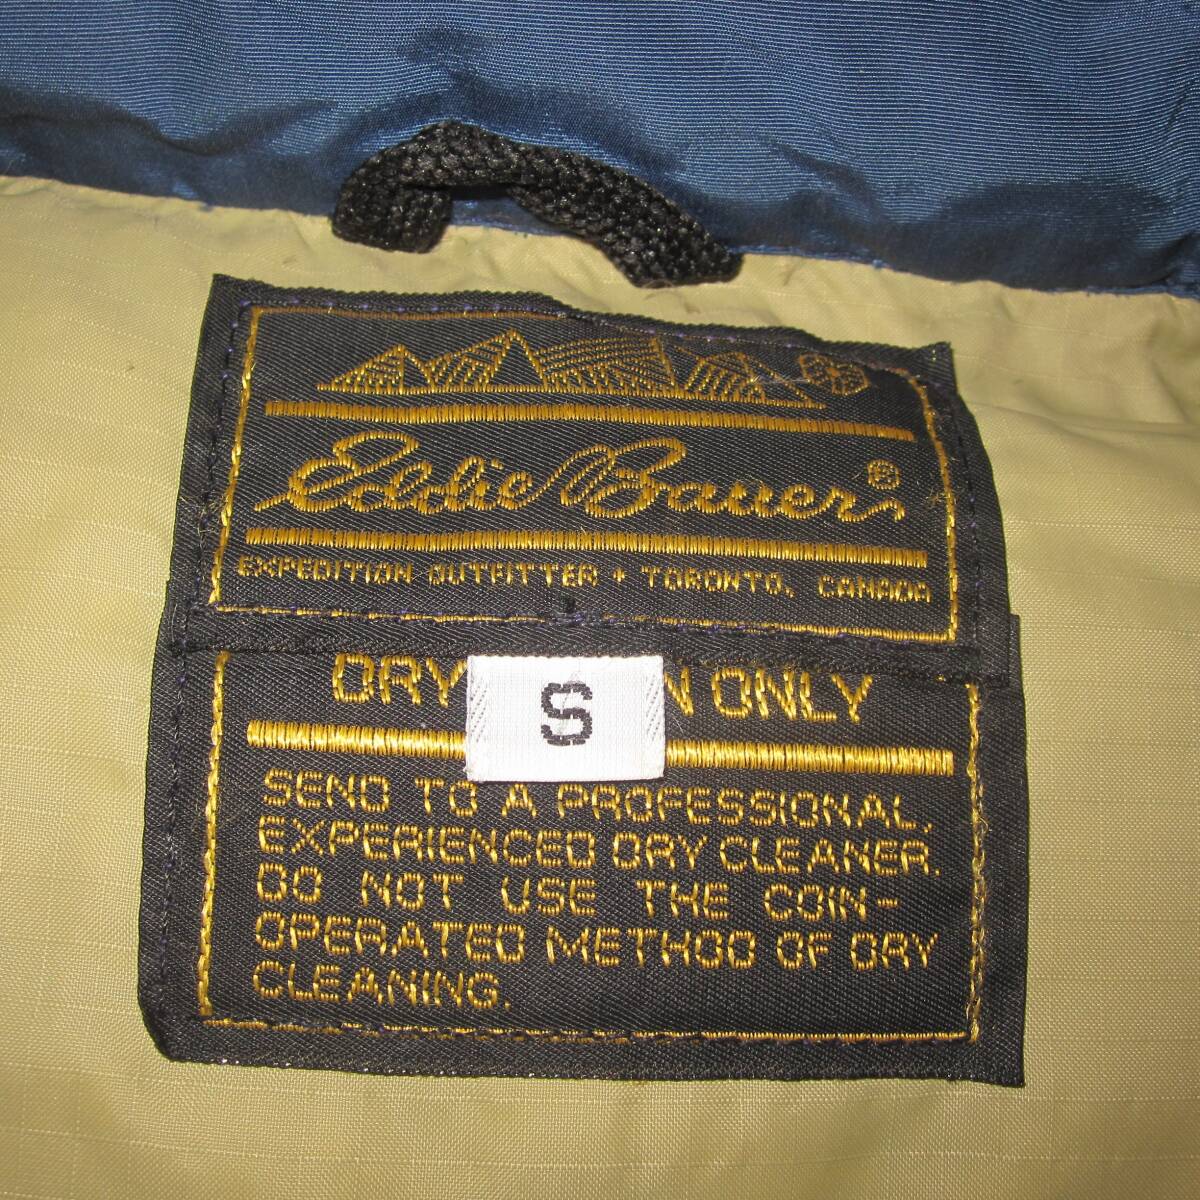 Eddie Bauer ®
EXPEDITION OUTFITTER + TORONTO, CANADA
DRY N ONLY
S
SEND TO A PROFESSIONAL,
EXPERIENCED DRY CLEANER.
DO NOT USE THE COIN-
OPERATED METHOD OF DRY
CLEANING.